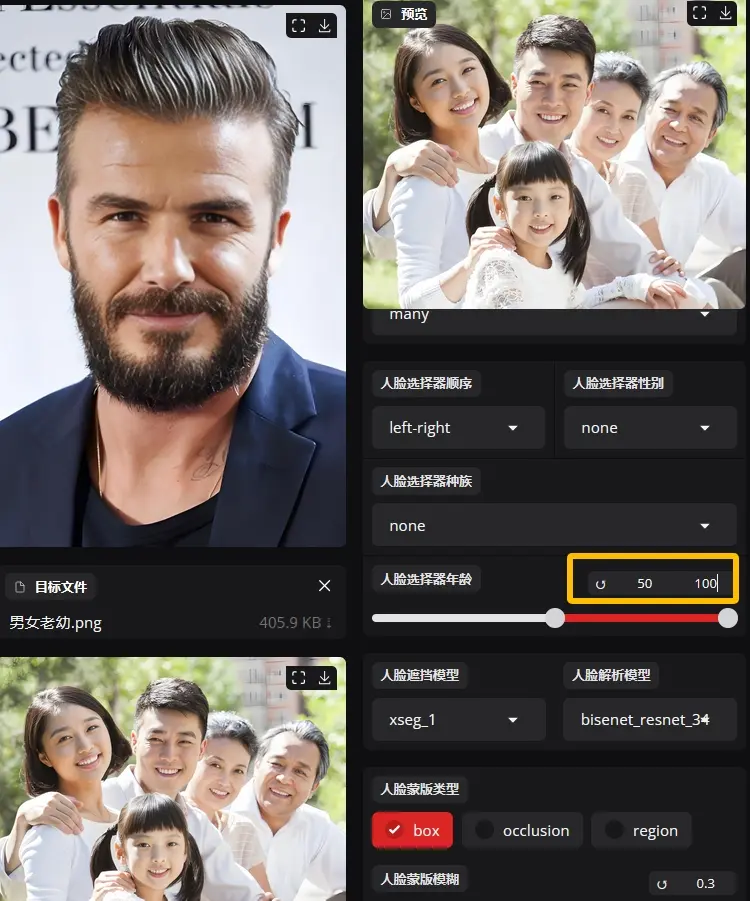 预览
many
人脸选择器顺序
人脸选择器性别
left-right
none
人脸选择器种族
none
人脸选择器年龄
50
100
目标文件
男女老幼.png
405.9 KB ↓
人脸遮挡模型
人脸解析模型
xseg_1
bisenet_resnet_34
人脸蒙版类型
box
occlusion
region
人脸蒙版模糊
0.3